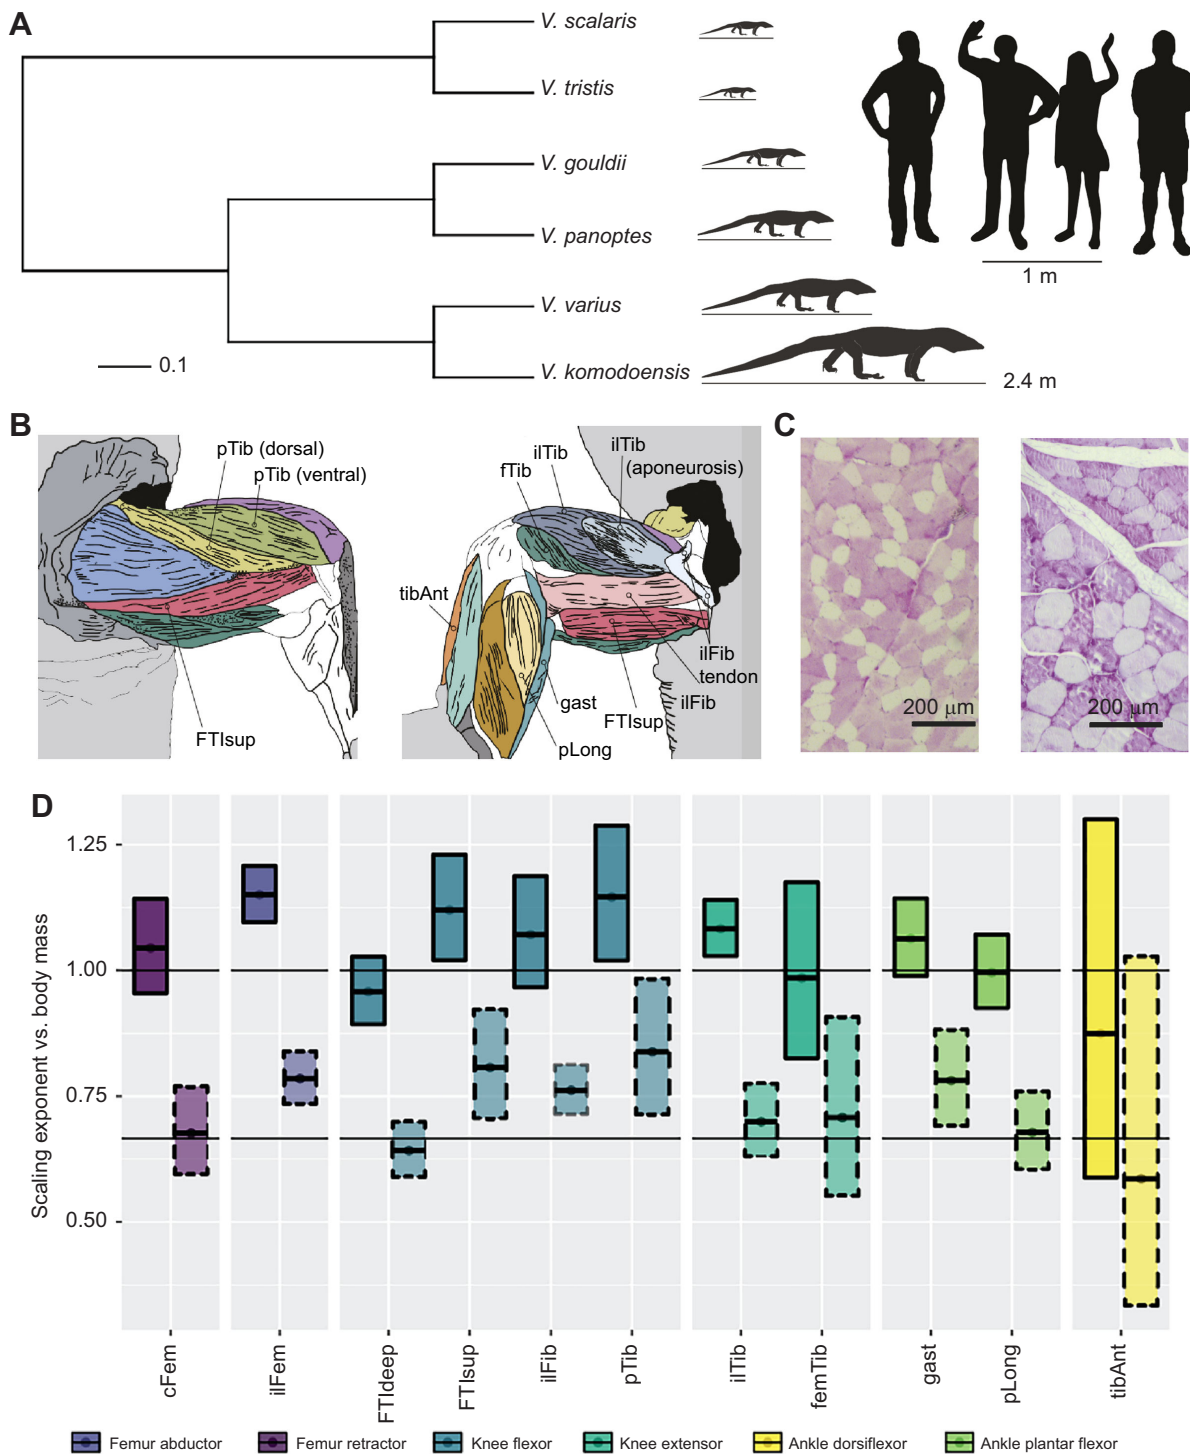 A
V. scalaris
V. tristis
V. gouldii
V. panoptes
V. varius
V. komodoensis
0.1
2.4 m
1 m
B
pTib (dorsal)
pTib (ventral)
FTIsup
fTib
ilTib
ilTib
(aponeurosis)
tibAnt
gast
pLong
ilFib
tendon
ilFib
FTIsup
C
200 µm
200 µm
D
Scaling exponent vs. body mass
1.25
1.00
0.75
0.50
cFem
ilFem
FTIdeep
FTIsup
ilFib
pTib
ilTib
femTib
gast
pLong
tibAnt
Femur abductor
Femur retractor
Knee flexor
Knee extensor
Ankle dorsiflexor
Ankle plantar flexor